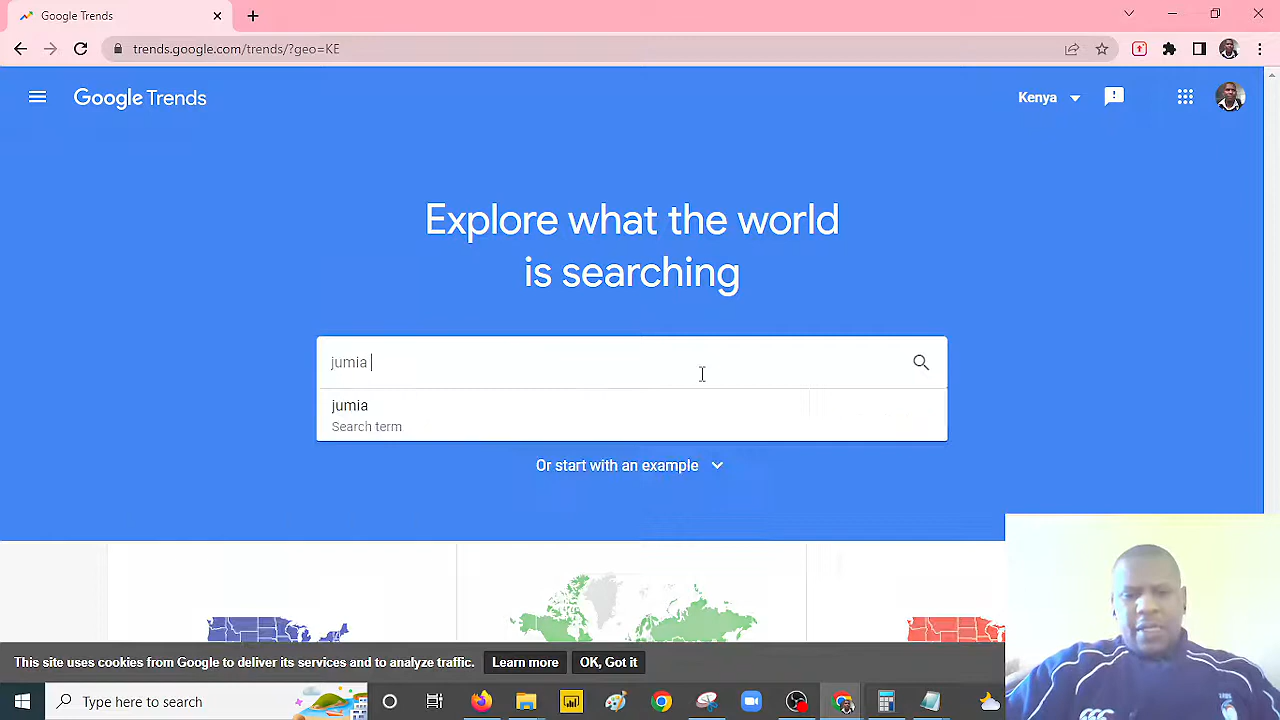 Google Trends
trends.google.com/trends/?geo=KE
Google Trends
Kenya
Explore what the world
is searching
jumia
jumia
Search term
Or start with an example
This site uses cookies from Google to deliver its services and to analyze traffic.
Learn more
OK, Got it
Type here to search